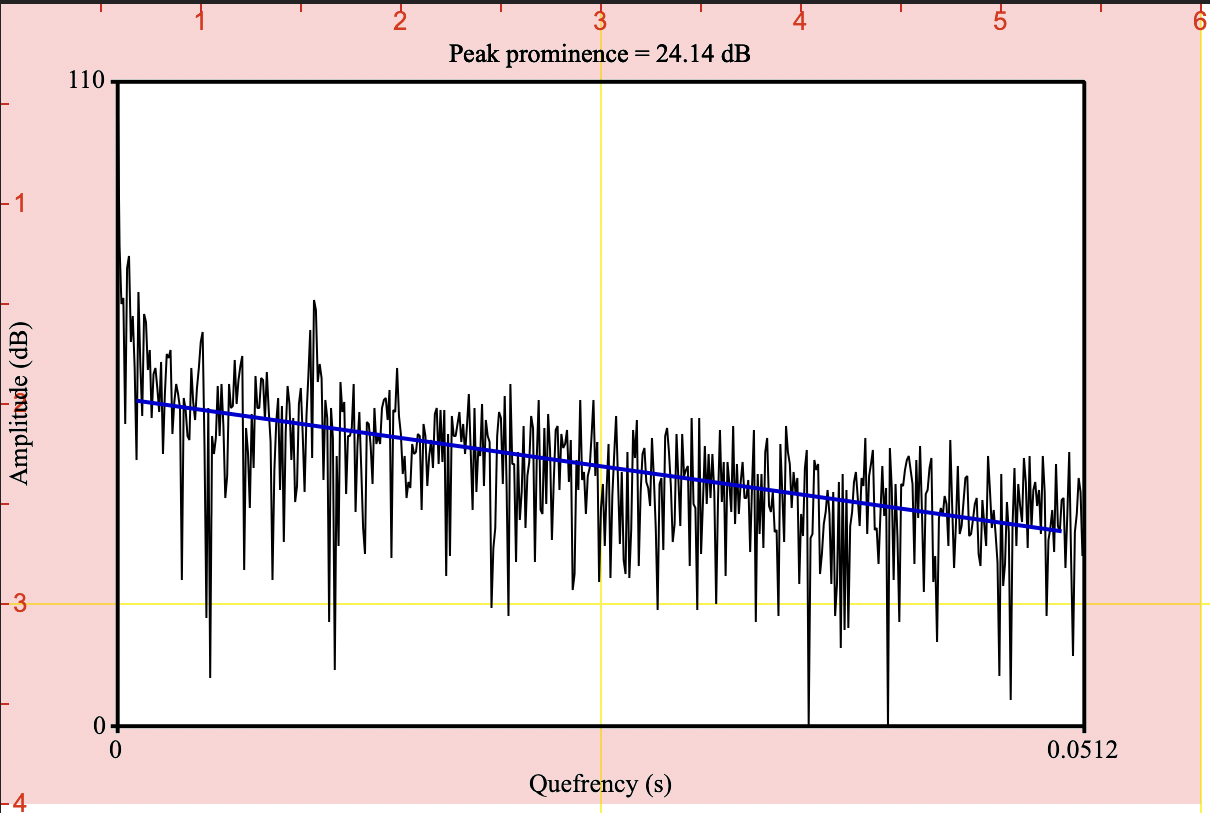 1 2 3 4 5 6
Peak prominence = 24.14 dB
110
1
Amplitude (dB)
3
0
0 0.0512
Quefrency (s)
4